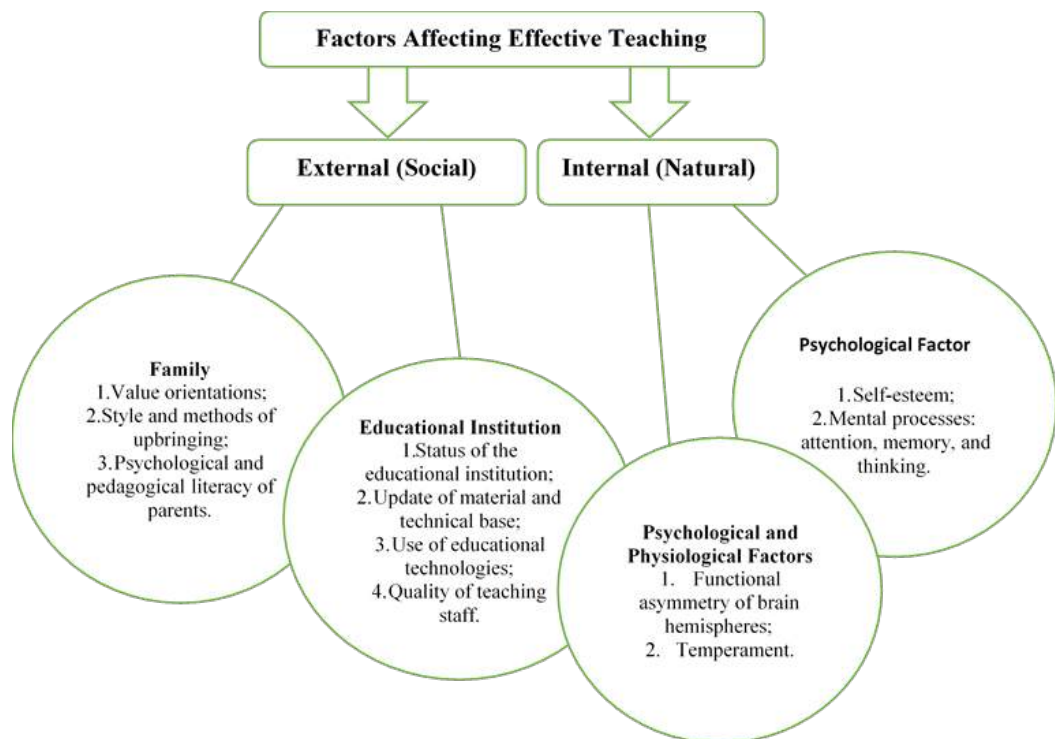 Factors Affecting Effective Teaching
External (Social)
Internal (Natural)
Family
1.Value orientations;
2.Style and methods of
upbringing;
3.Psychological and
pedagogical literacy of
parents.
Educational Institution
1.Status of the
educational institution;
2.Update of material and
technical base;
3.Use of educational
technologies;
4.Quality of teaching
staff.
Psychological and
Physiological Factors
1. Functional
asymmetry of brain
hemispheres;
2. Temperament.
Psychological Factor
1.Self-esteem;
2.Mental processes:
attention, memory, and
thinking.